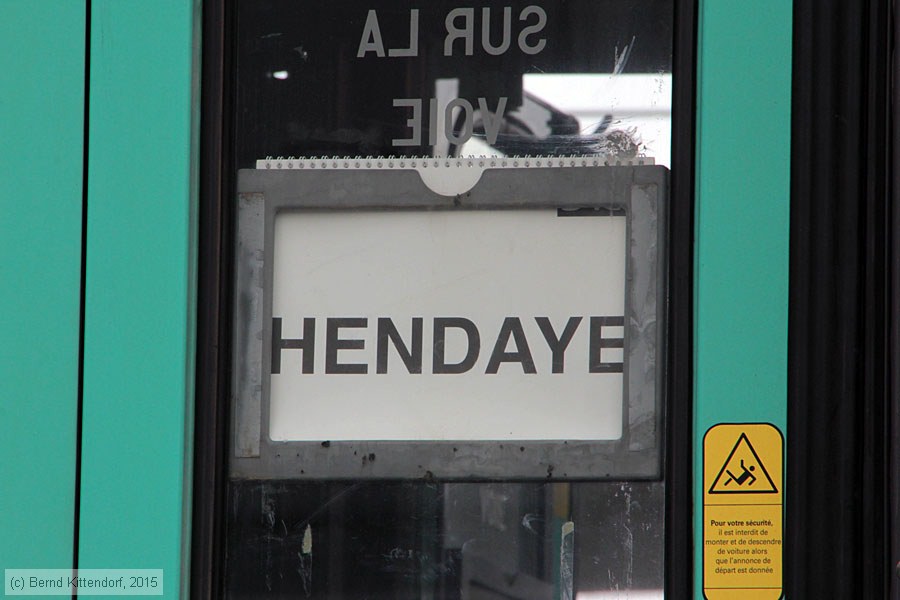 SUR LA
VOIE
HENDAYE
Pour votre sécurité,
il est interdit de
monter et de descendre
de voiture alors
que l'annonce de
départ est donnée
(c) Bernd Kittendorf, 2015